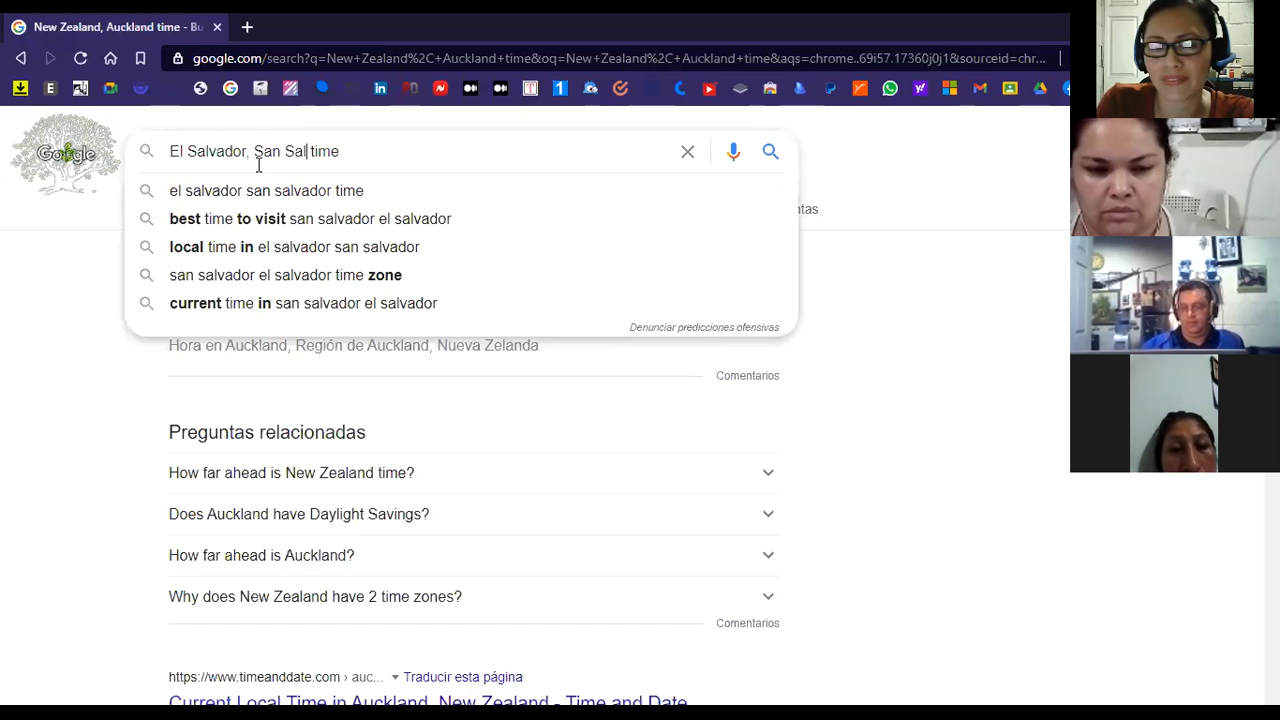 New Zealand, Auckland time - Bu
google.com/search?q=New+Zealand%2C+Auckland+time&oq=New+Zealand%2C+Auckland+time&aqs=chrome..69i57.17360j0j1&sourceid=chr...
Google
El Salvador, San Sal time
el salvador san salvador time
best time to visit san salvador el salvador
ntas
local time in el salvador san salvador
san salvador el salvador time zone
current time in san salvador el salvador
Denunciar predicciones ofensivas
Hora en Auckland, Región de Auckland, Nueva Zelanda
Comentarios
Preguntas relacionadas
How far ahead is New Zealand time?
Does Auckland have Daylight Savings?
How far ahead is Auckland?
Why does New Zealand have 2 time zones?
Comentarios
https://www.timeanddate.com › auc... Traducir esta página
Current Local Time in Auckland, New Zealand - Time and Date